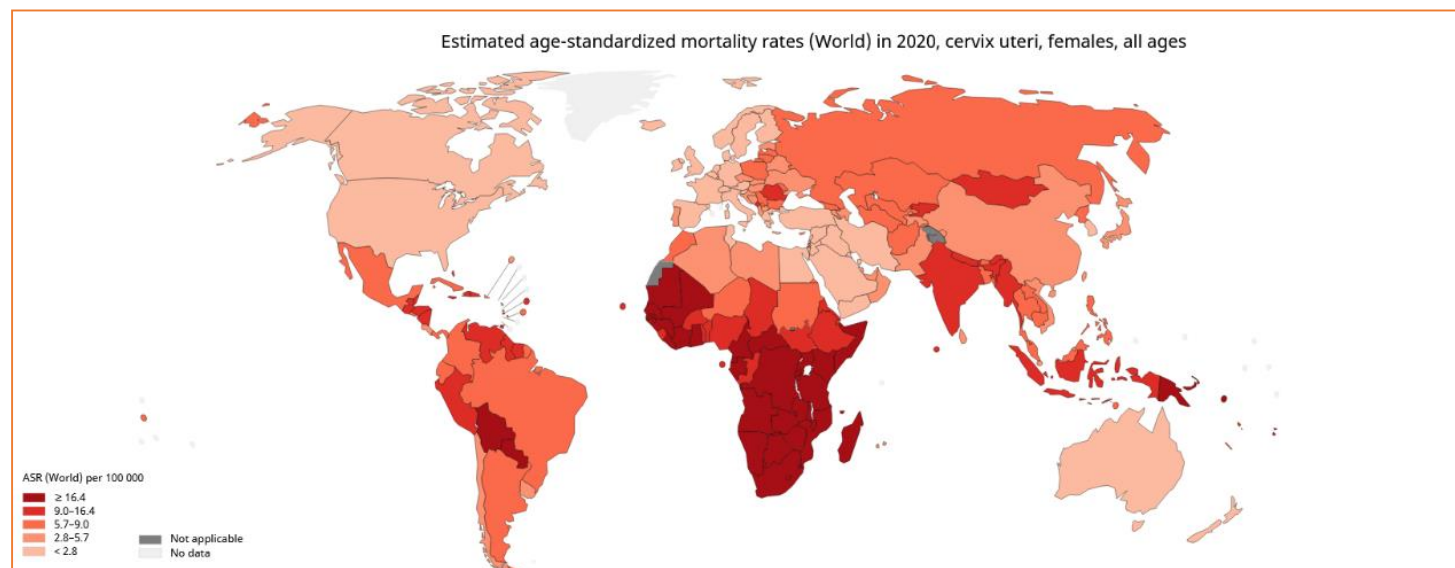 Estimated age-standardized mortality rates (World) in 2020, cervix uteri, females, all ages
ASR (World) per 100 000
≥ 16.4
9.0–16.4
5.7–9.0
2.8–5.7
< 2.8
Not applicable
No data